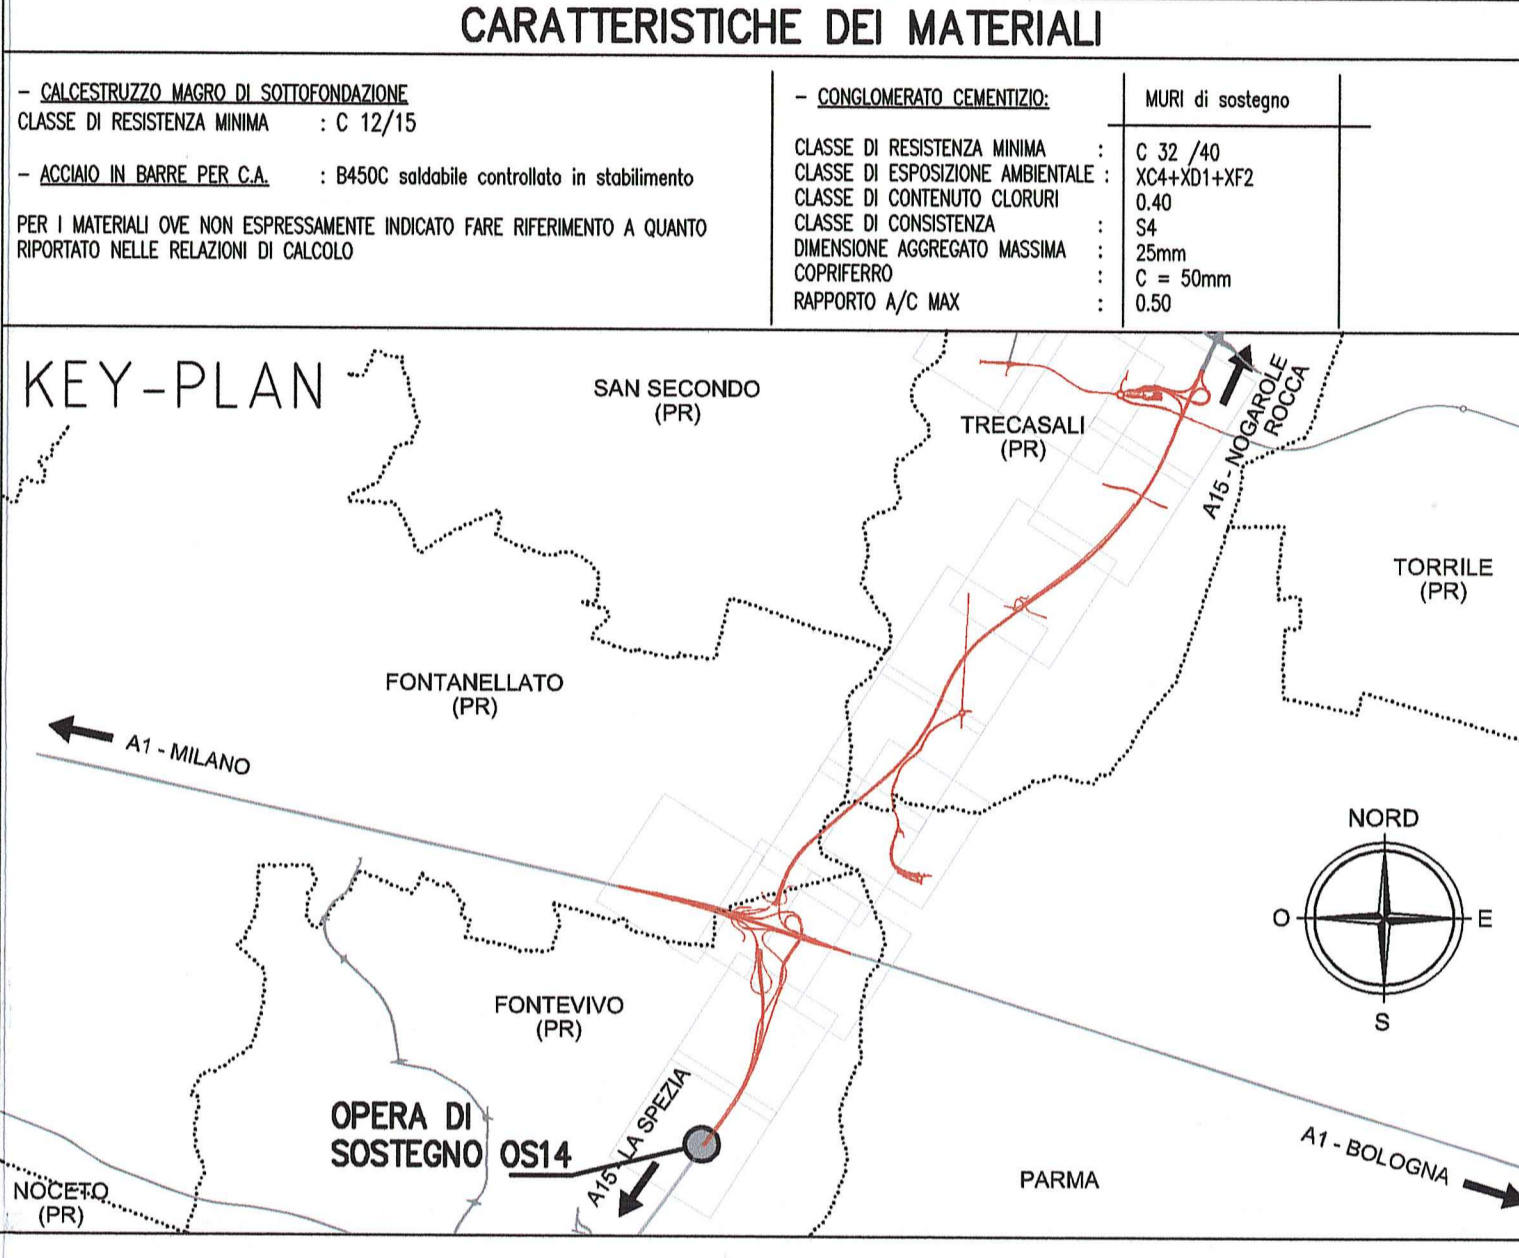 CARATTERISTICHE DEI MATERIALI
- CALCESTRUZZO MAGRO DI SOTTOFONDAZIONE
CLASSE DI RESISTENZA MINIMA : C 12/15
- ACCIAIO IN BARRE PER C.A. : B450C saldabile controllato in stabilimento
PER I MATERIALI OVE NON ESPRESSAMENTE INDICATO FARE RIFERIMENTO A QUANTO
RIPORTATO NELLE RELAZIONI DI CALCOLO
- CONGLOMERATO CEMENTIZIO: MURI di sostegno
CLASSE DI RESISTENZA MINIMA : C 32 /40
CLASSE DI ESPOSIZIONE AMBIENTALE : XC4+XD1+XF2
CLASSE DI CONTENUTO CLORURI 0.40
CLASSE DI CONSISTENZA : S4
DIMENSIONE AGGREGATO MASSIMA : 25mm
COPRIFERRO : C = 50mm
RAPPORTO A/C MAX : 0.50
KEY-PLAN
SAN SECONDO
(PR)
TRECASALI
(PR)
A15 - NOGAROLE
ROCCA
TORRILE
(PR)
FONTANELLATO
(PR)
A1 - MILANO
NORD
O
E
S
FONTEVIVO
(PR)
OPERA DI
SOSTEGNO OS14
A15 - LA SPEZIA
A1 - BOLOGNA
PARMA
NOCETO
(PR)